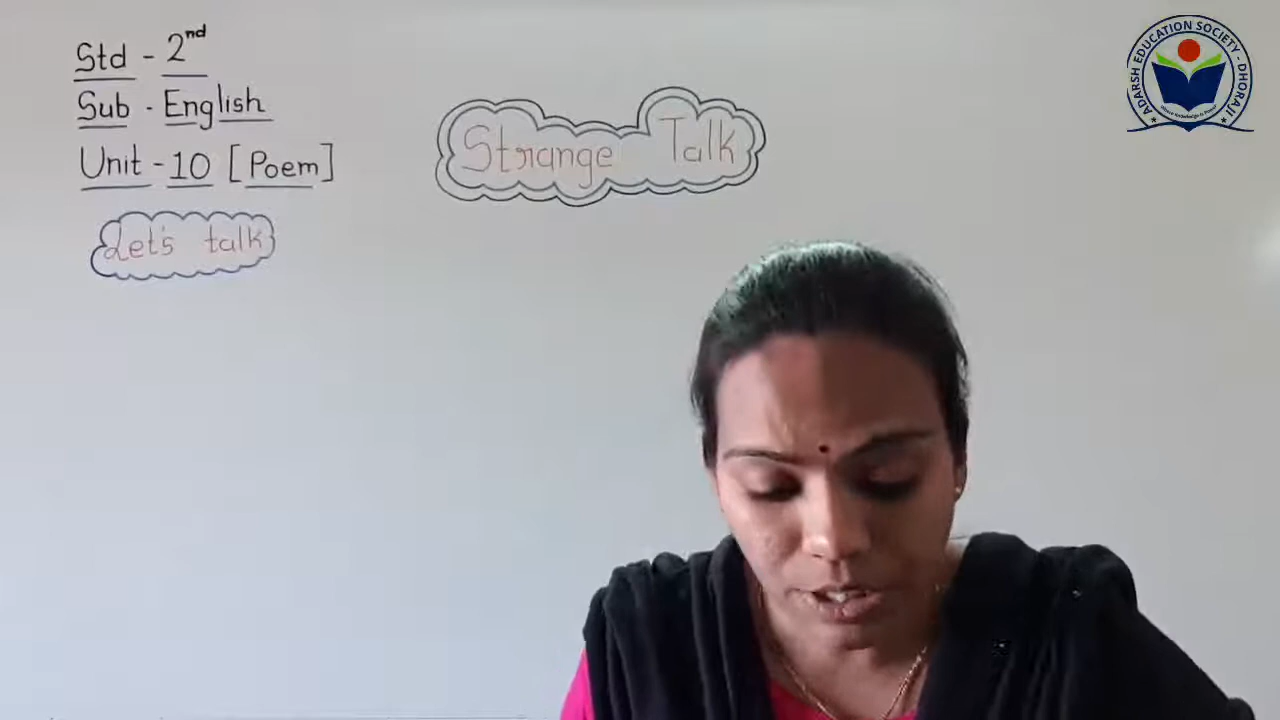 Std - 2nd
Sub - English
Unit - 10 [Poem]
Let's talk
Strange Talk
ADARSH EDUCATION SOCIETY - DHORAJI